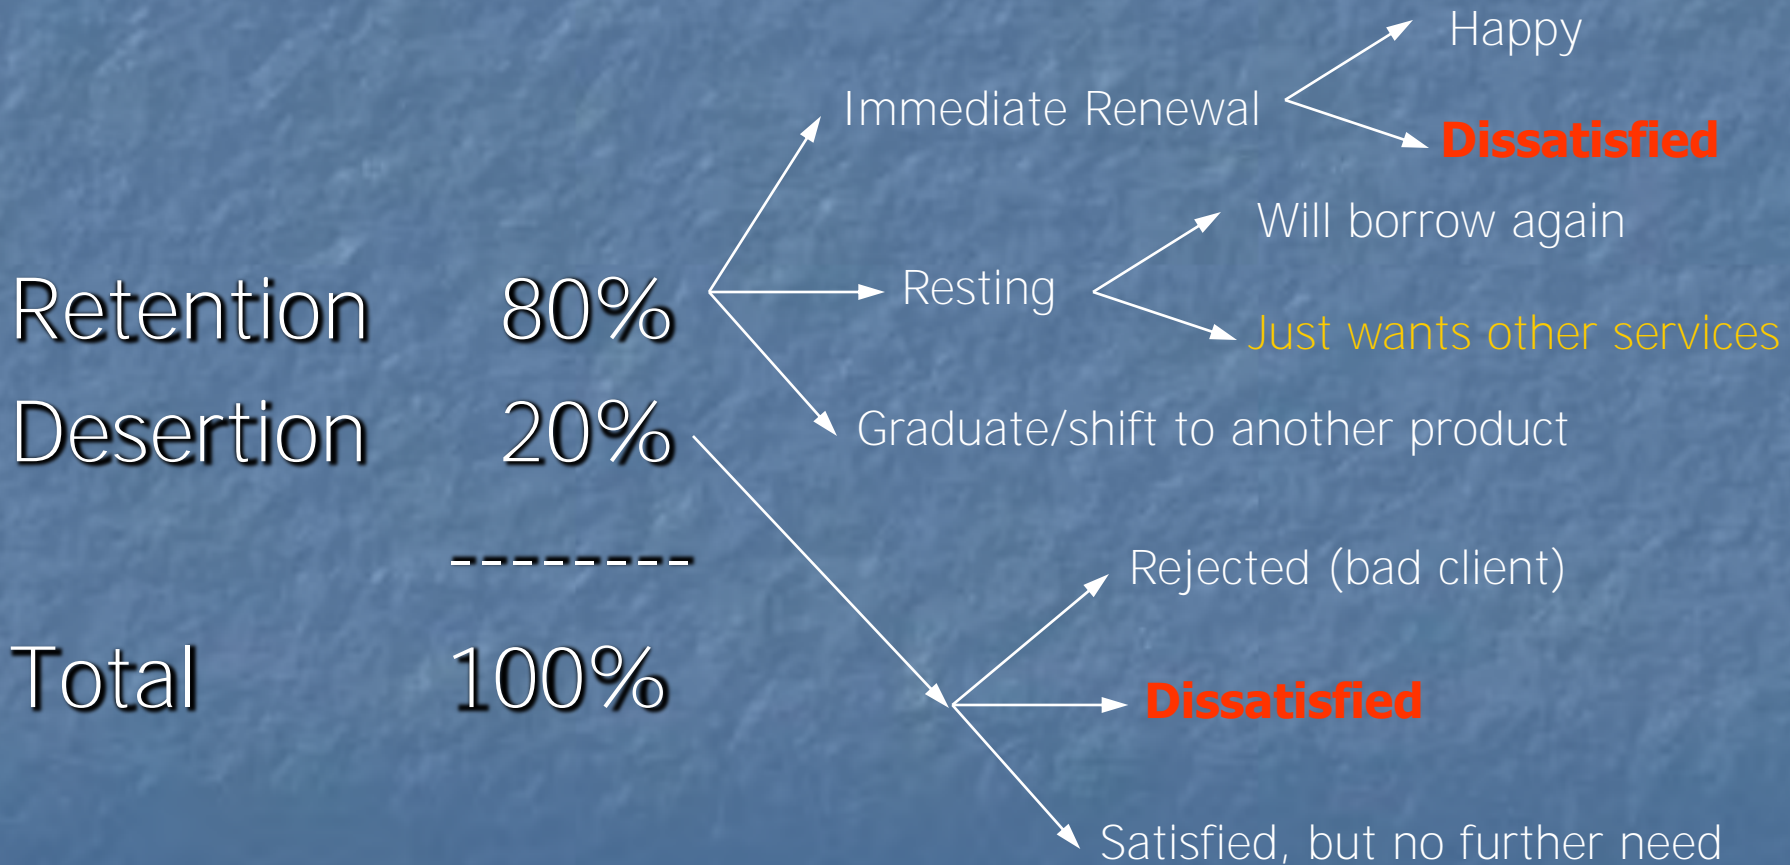 Happy
Immediate Renewal
Dissatisfied
Will borrow again
Retention 80%
Resting
Just wants other services
Desertion 20%
Graduate/shift to another product
--------
Rejected (bad client)
Total 100%
Dissatisfied
Satisfied, but no further need